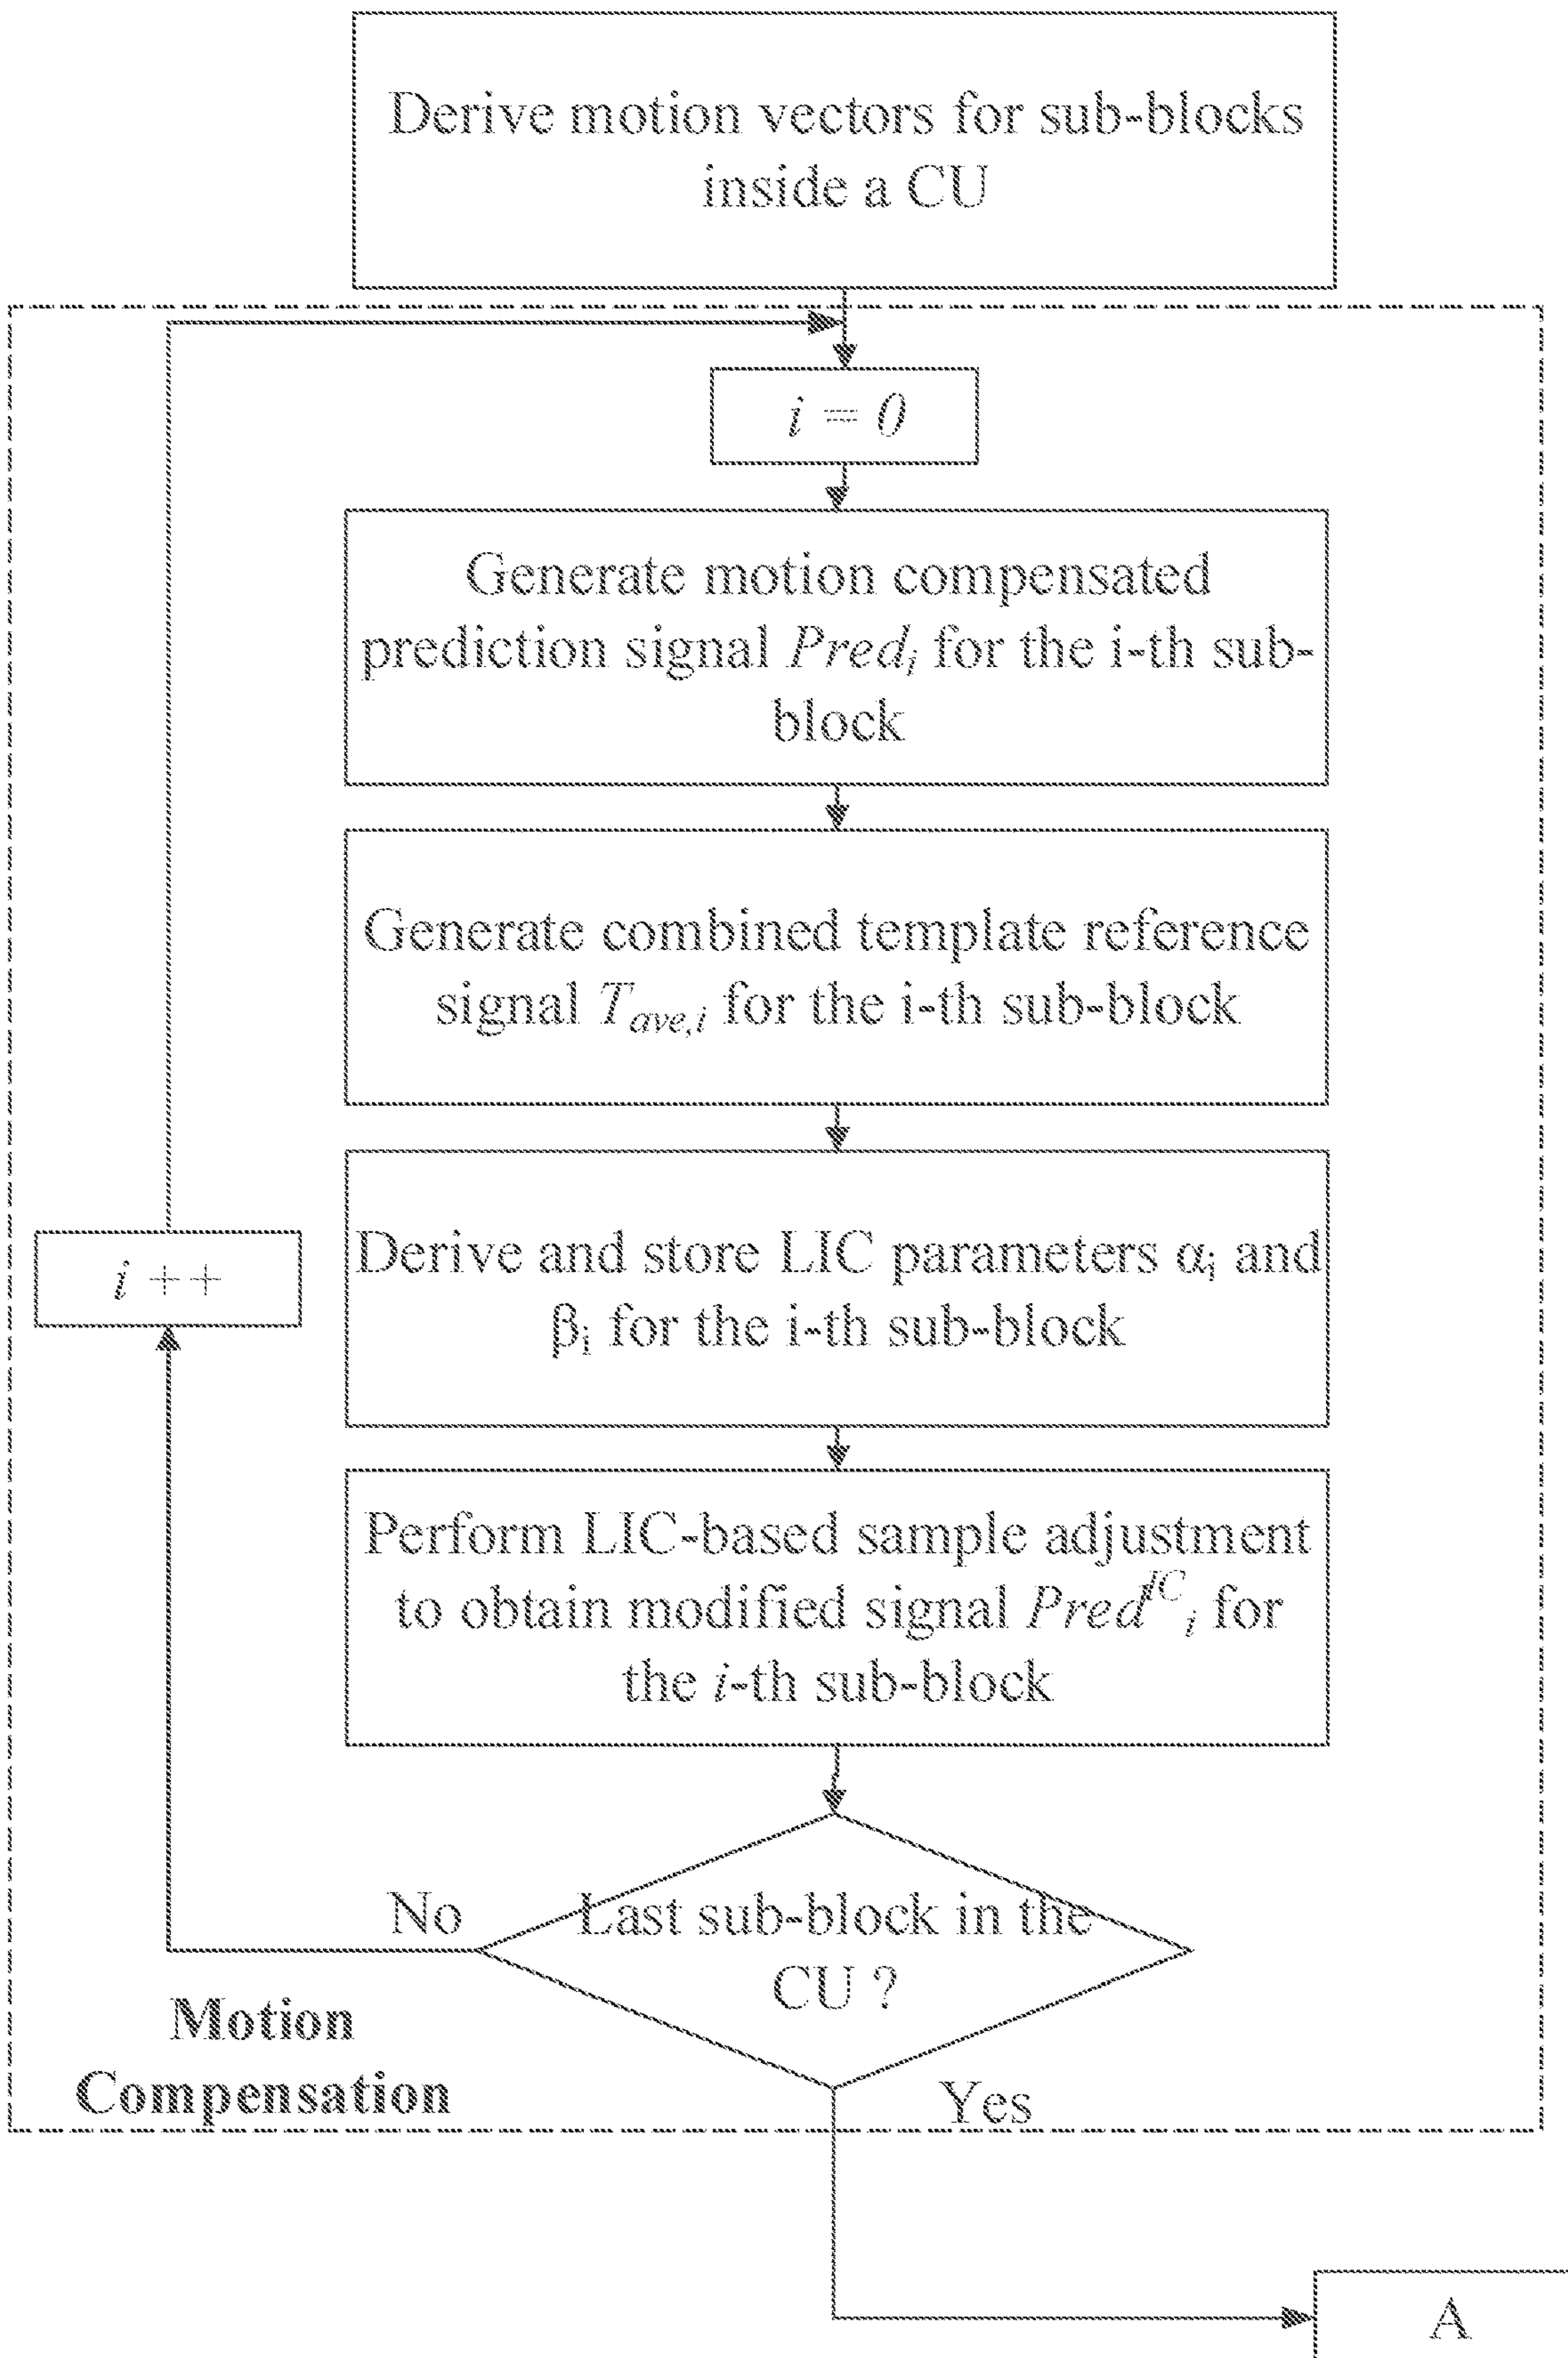 Derive motion vectors for sub-blocks
inside a CU
i = 0
Generate motion compensated
prediction signal Predᵢ for the i-th sub-
block
Generate combined template reference
signal T_ave,i for the i-th sub-block
Derive and store LIC parameters αᵢ and
βᵢ for the i-th sub-block
i ++
Perform LIC-based sample adjustment
to obtain modified signal Pred^IC_i for
the i-th sub-block
No
Last sub-block in the
CU ?
Motion
Compensation
Yes
A